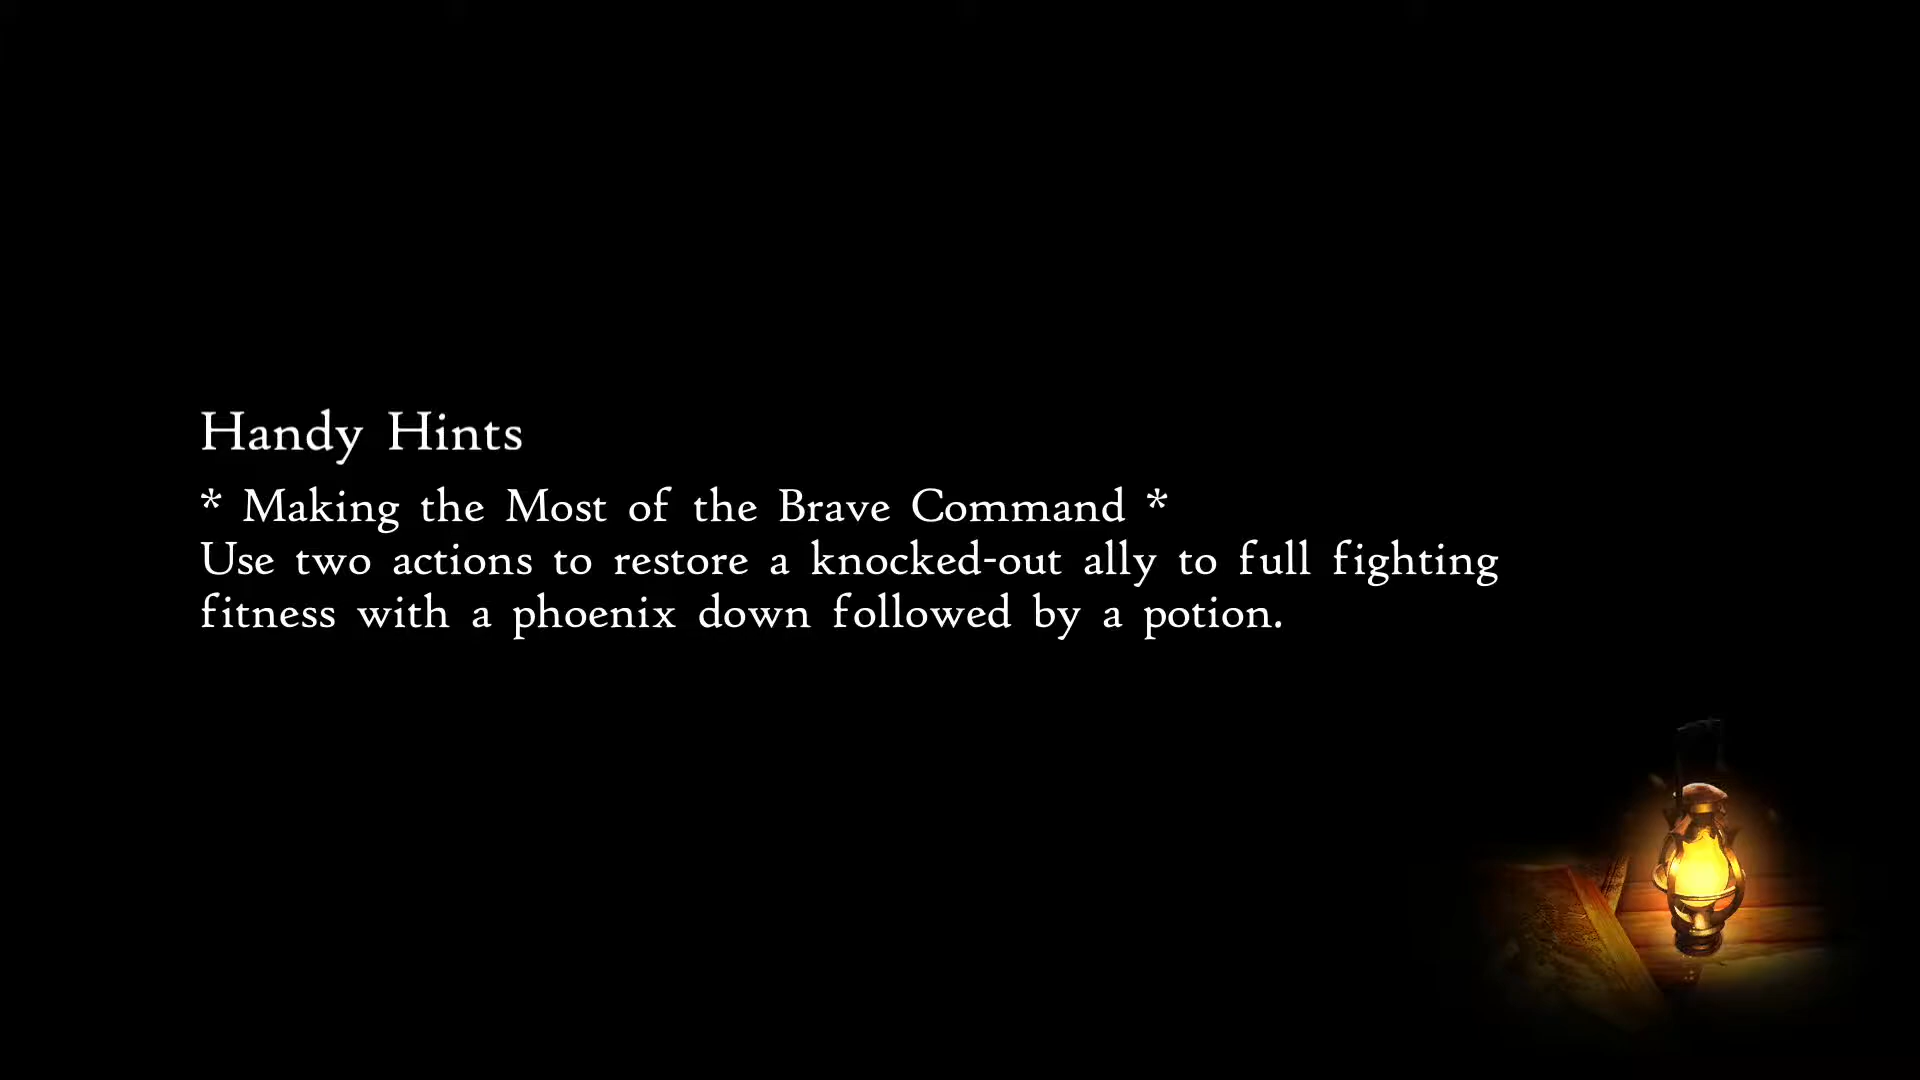 Handy Hints
* Making the Most of the Brave Command *
Use two actions to restore a knocked-out ally to full fighting
fitness with a phoenix down followed by a potion.